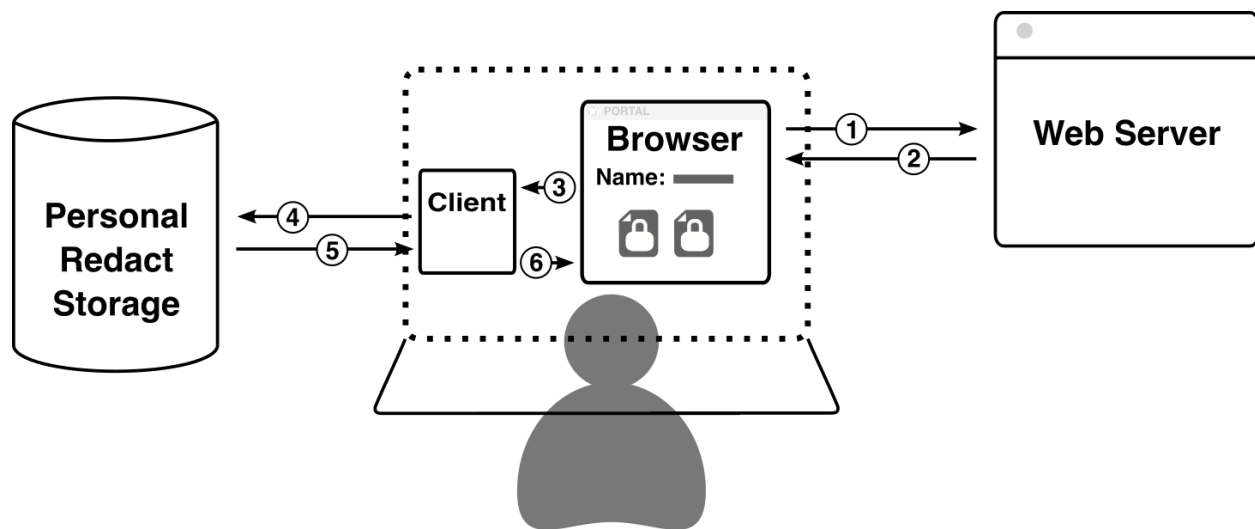 PORTAL
Browser
Name:
Web Server
Client
Personal
Redact
Storage
1
2
3
4
5
6